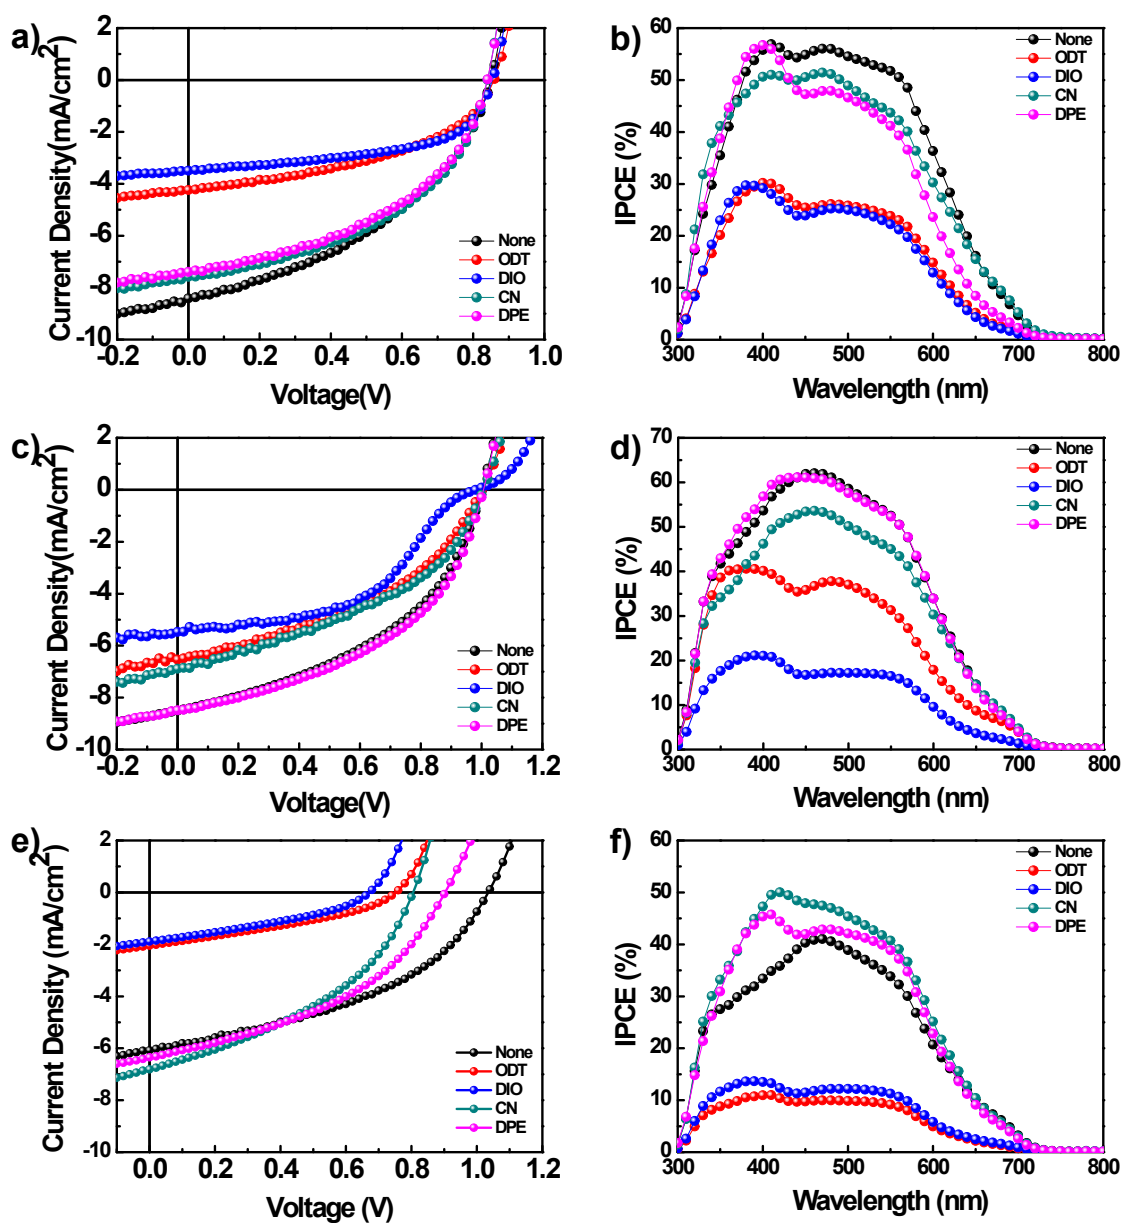 a)
2
0
-2
-4
-6
-8
-10
Current Density(mA/cm2)
None
ODT
DIO
CN
DPE
-0.2 0.0 0.2 0.4 0.6 0.8 1.0
Voltage(V)
b)
60
50
40
30
20
10
0
IPCE (%)
None
ODT
DIO
CN
DPE
300 400 500 600 700 800
Wavelength (nm)
c)
2
0
-2
-4
-6
-8
-10
Current Density(mA/cm2)
None
ODT
DIO
CN
DPE
-0.2 0.0 0.2 0.4 0.6 0.8 1.0 1.2
Voltage(V)
d)
70
60
50
40
30
20
10
0
IPCE (%)
None
ODT
DIO
CN
DPE
300 400 500 600 700 800
Wavelength (nm)
e)
2
0
-2
-4
-6
-8
-10
Current Density (mA/cm2)
None
ODT
DIO
CN
DPE
0.0 0.2 0.4 0.6 0.8 1.0 1.2
Voltage (V)
f)
60
50
40
30
20
10
0
IPCE (%)
None
ODT
DIO
CN
DPE
300 400 500 600 700 800
Wavelength (nm)